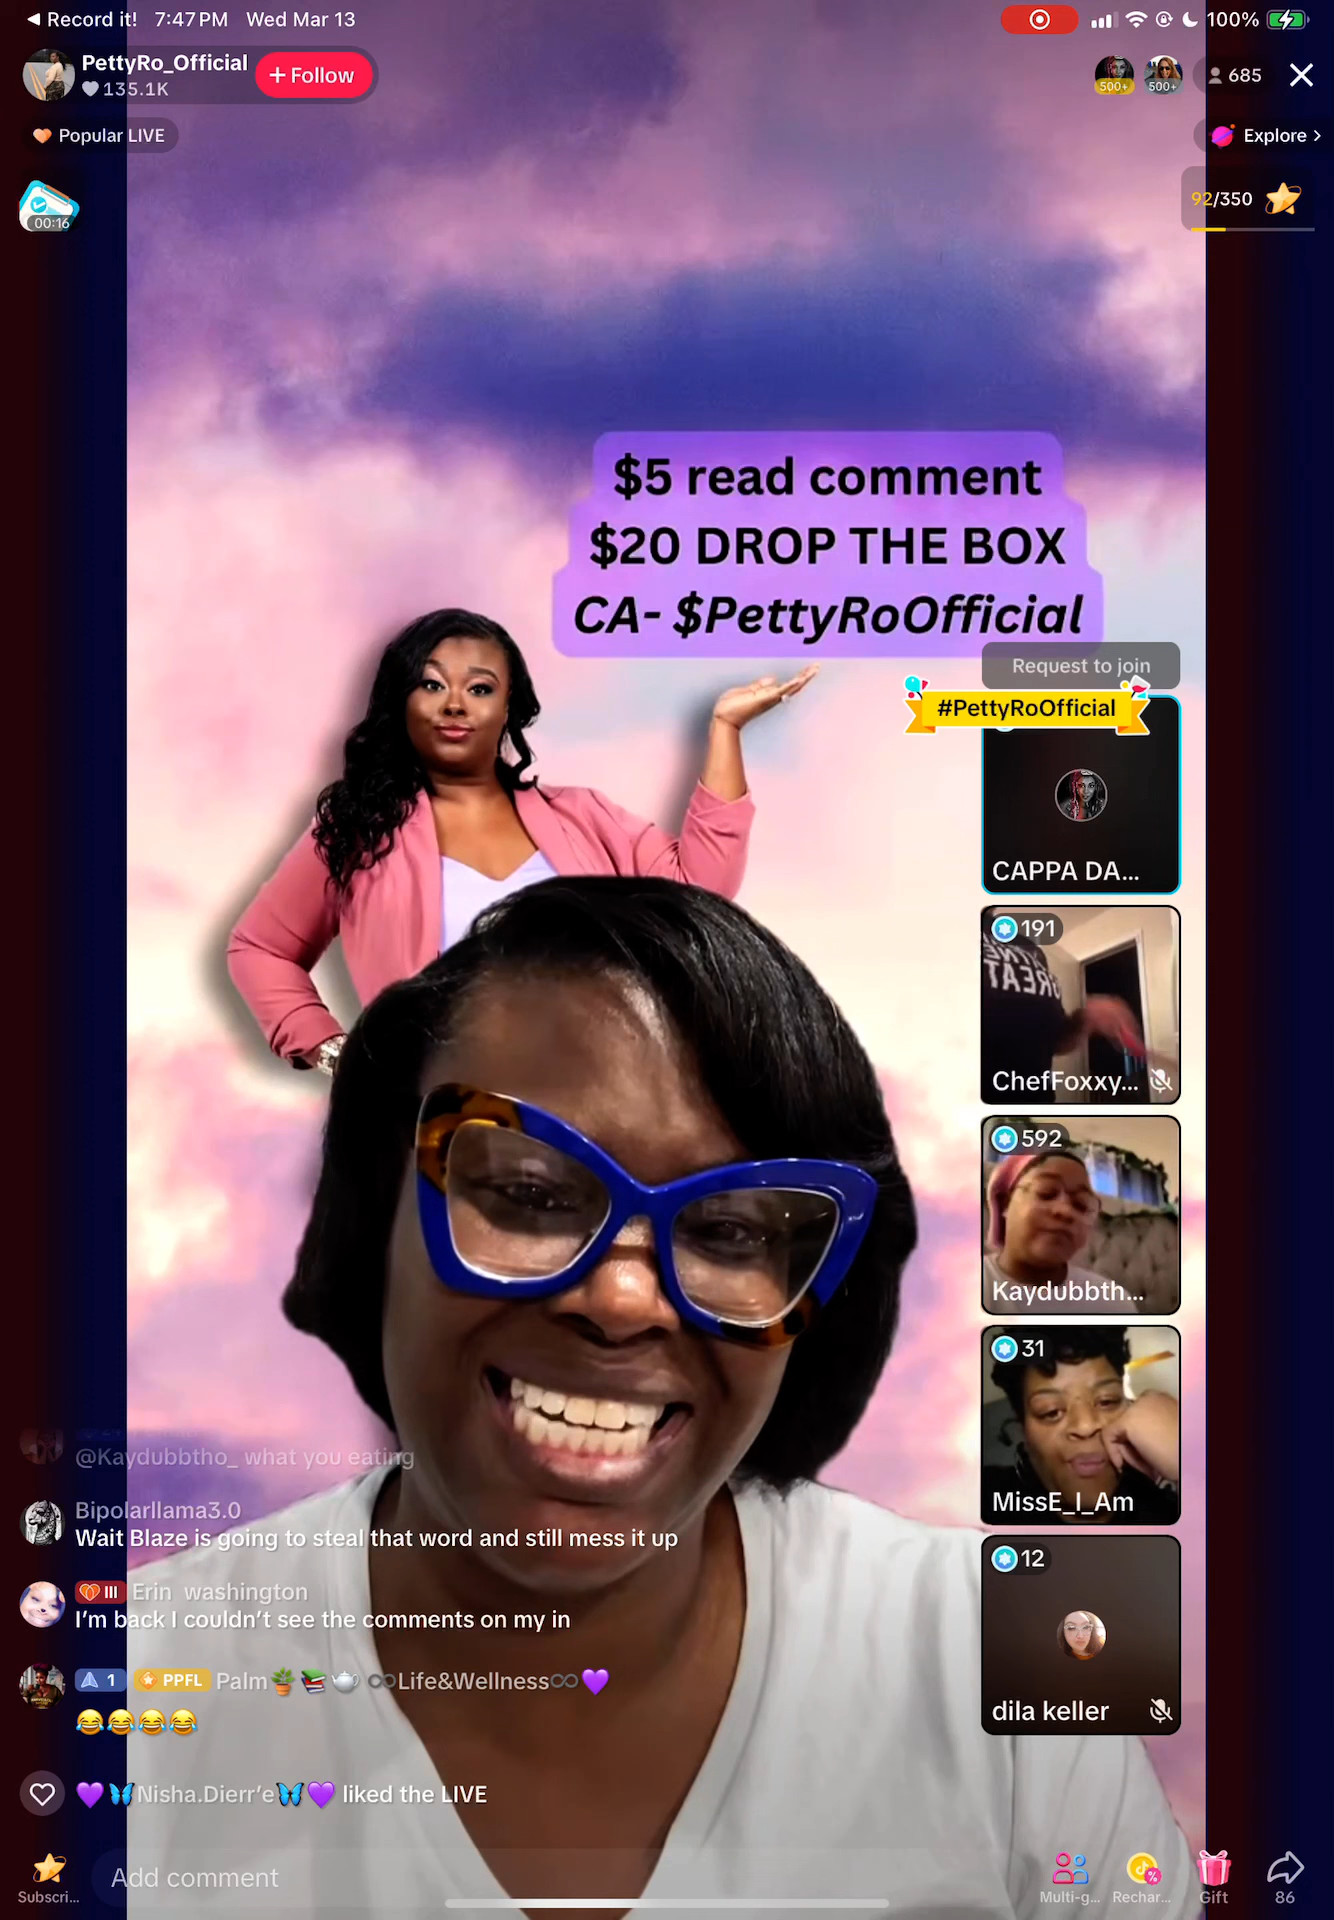 ◀ Record it! 7:47 PM Wed Mar 13
100%
PettyRo_Official
135.1K
+ Follow
500+
500+
685
Popular LIVE
Explore >
00:16
92/350
$5 read comment
$20 DROP THE BOX
CA- $PettyRoOfficial
Request to join
#PettyRoOfficial
CAPPA DA...
191
GREAT
ChefFoxxy...
592
Kaydubbth...
31
MissE_I_Am
12
dila keller
@Kaydubbtho_ what you eating
Bipolarllama3.0
Wait Blaze is going to steal that word and still mess it up
III Erin washington
I'm back I couldn't see the comments on my in
1 PPFL Palm🪴📚🫖 ♾Life&Wellness♾💜
😂😂😂😂
💜🦋Nisha.Dierr'e🦋💜 liked the LIVE
Subscri...
Add comment
Multi-g...
Rechar...
Gift
86